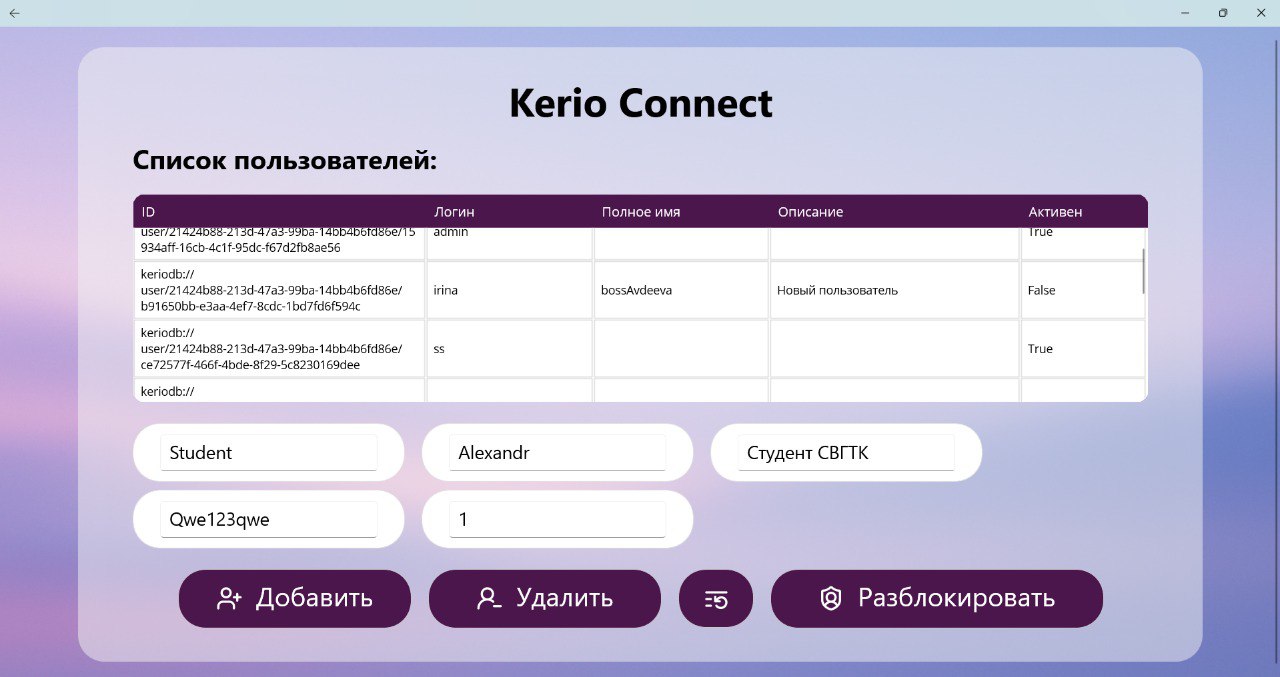 Kerio Connect
Список пользователей:
ID Логин Полное имя Описание Активен
user/21424b88-213d-47a3-99ba-14bb4b6fd86e/15 admin True
934aff-16cb-4c1f-95dc-f67d2fb8ae56
keriodb://
user/21424b88-213d-47a3-99ba-14bb4b6fd86e/ irina bossAvdeeva Новый пользователь False
b91650bb-e3aa-4ef7-8cdc-1bd7fd6f594c
keriodb://
user/21424b88-213d-47a3-99ba-14bb4b6fd86e/ ss True
ce72577f-466f-4bde-8f29-5c8230169dee
keriodb://
Student Alexandr Студент СВГТК
Qwe123qwe 1
Добавить Удалить Разблокировать